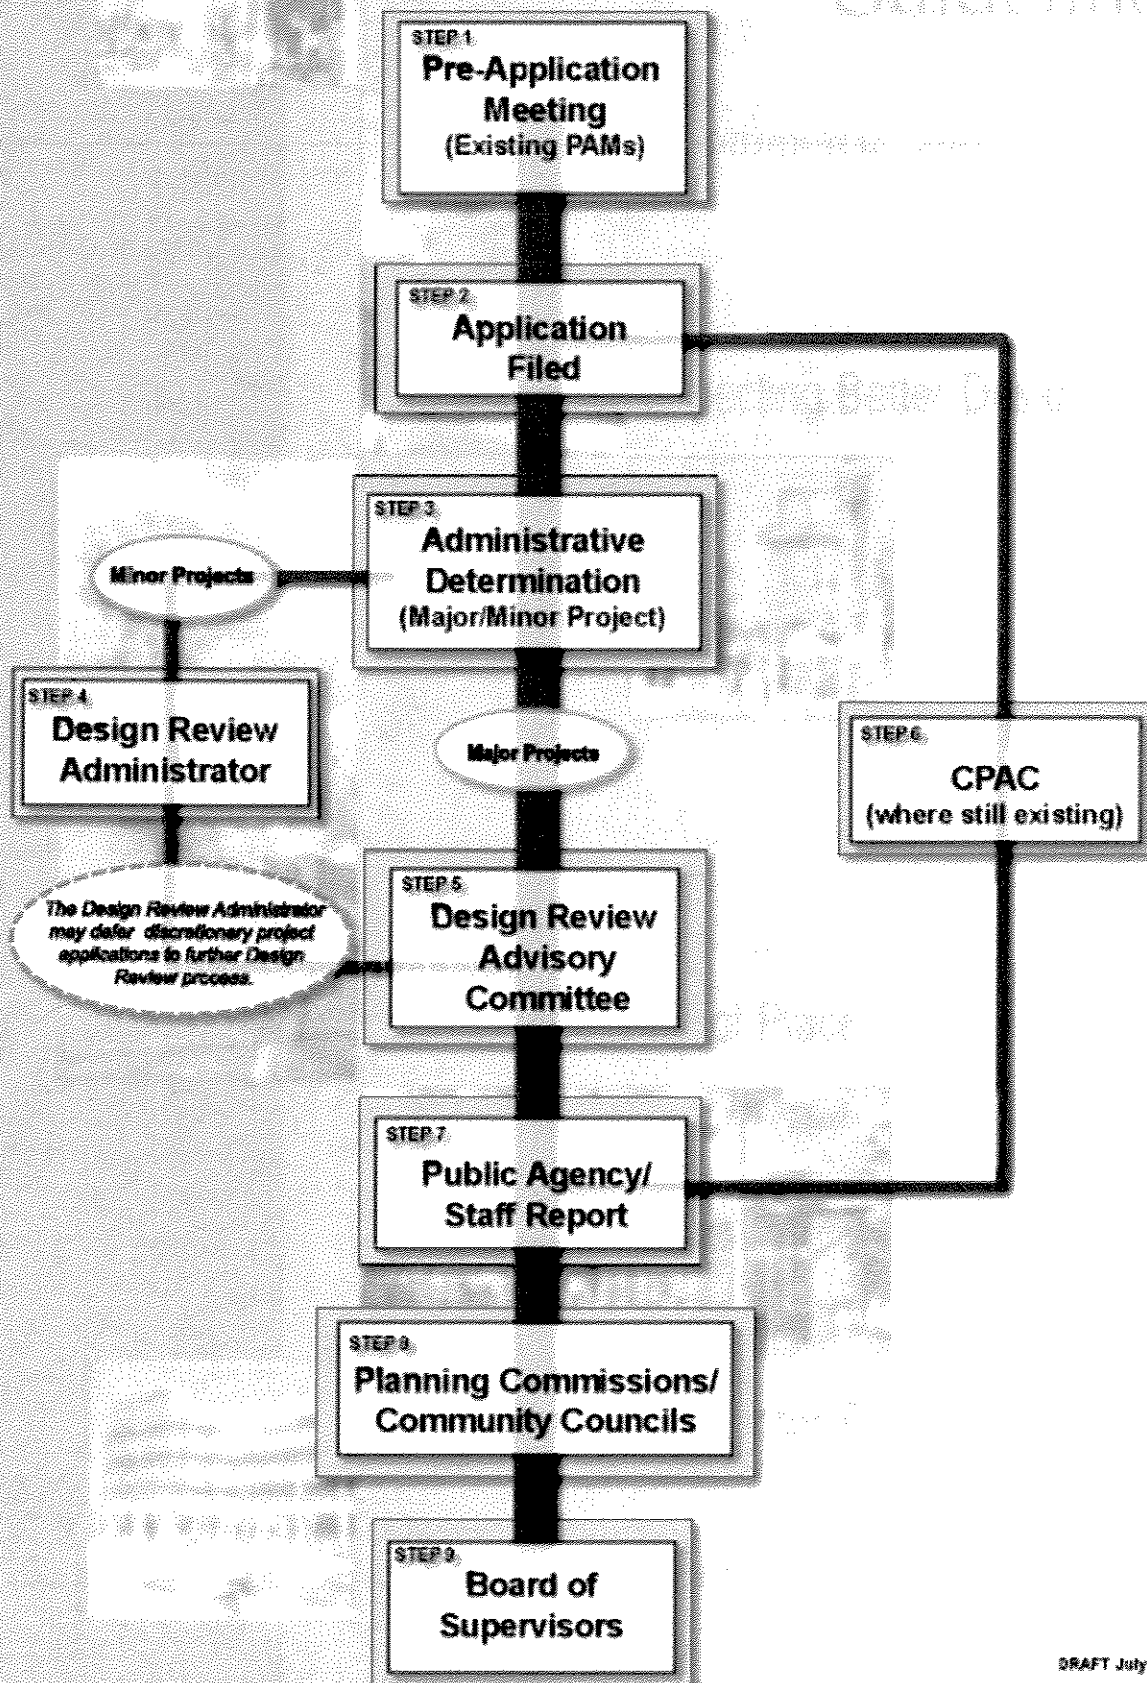 STEP 1
Pre-Application
Meeting
(Existing PAMs)
STEP 2
Application
Filed
STEP 3
Administrative
Determination
(Major/Minor Project)
Minor Projects
STEP 4
Design Review
Administrator
The Design Review Administrator
may defer discretionary project
applications to further Design
Review process.
Major Projects
STEP 5
Design Review
Advisory
Committee
STEP 6
CPAC
(where still existing)
STEP 7
Public Agency/
Staff Report
STEP 8
Planning Commissions/
Community Councils
STEP 9
Board of
Supervisors
DRAFT July